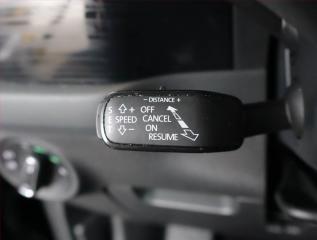 – DISTANCE +
S ⇧ + OFF
E SPEED CANCEL
⇩ – ON
RESUME